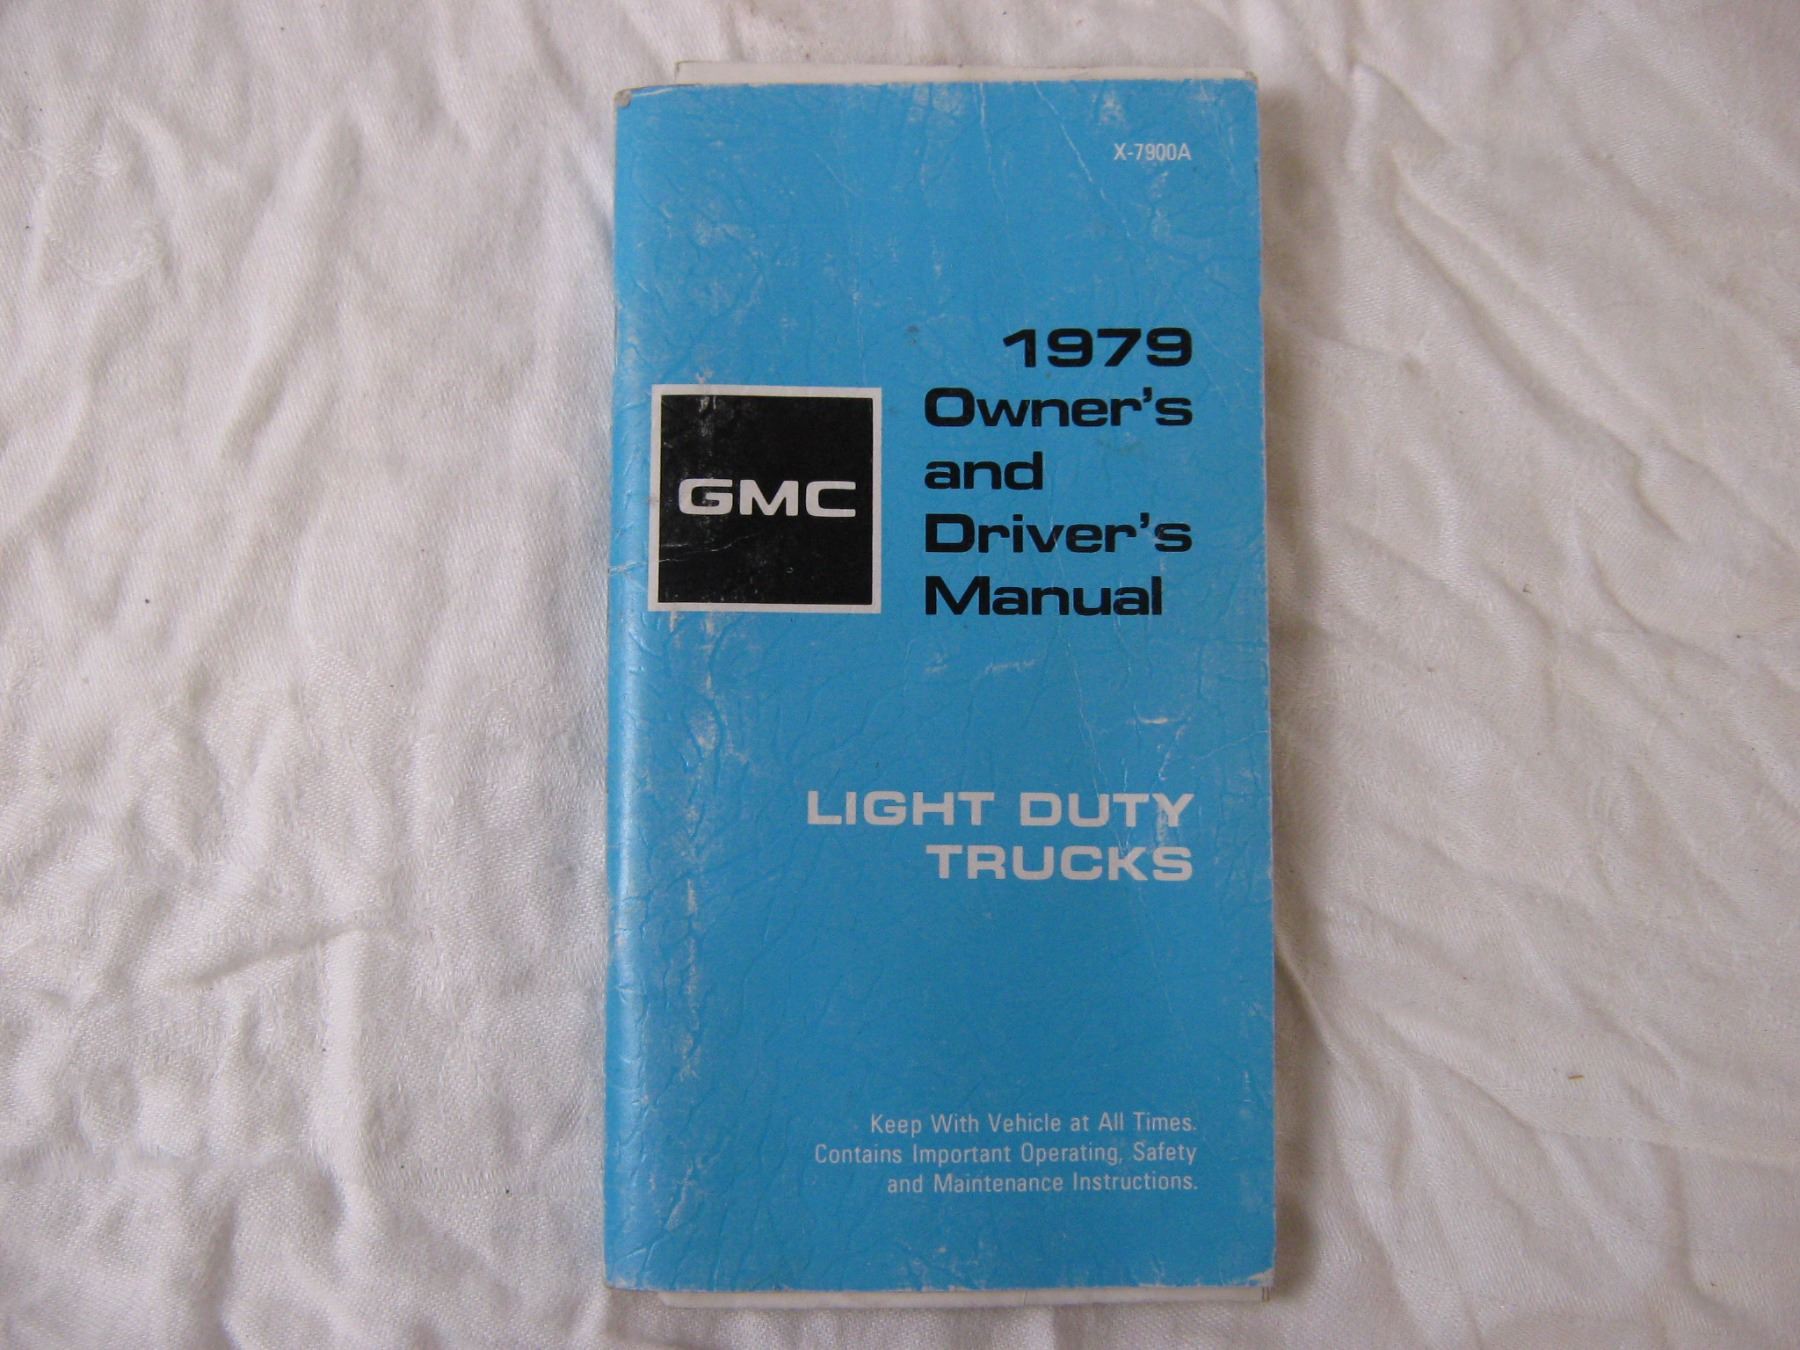 X-7900A
1979
Owner's
and
Driver's
Manual
GMC
LIGHT DUTY
TRUCKS
Keep With Vehicle at All Times.
Contains Important Operating, Safety
and Maintenance Instructions.